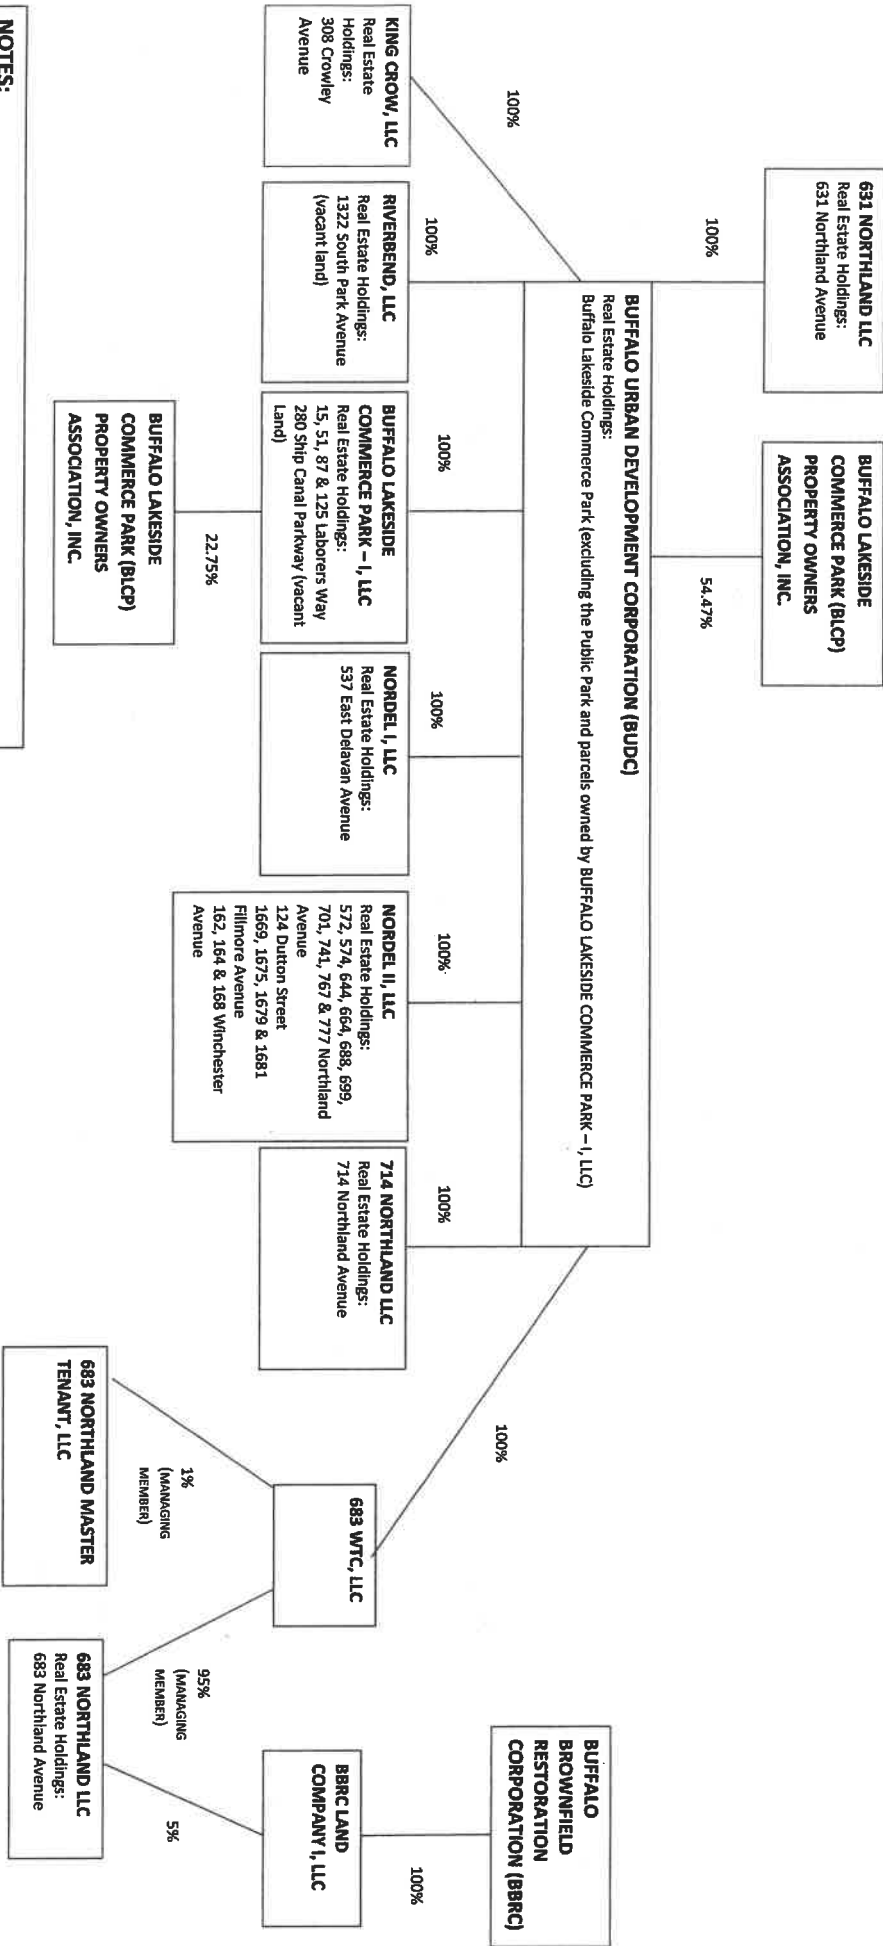 631 NORTHLAND LLC
Real Estate Holdings:
631 Northland Avenue
BUFFALO LAKESIDE
COMMERCE PARK (BLCP)
PROPERTY OWNERS
ASSOCIATION, INC.
100%
54.47%
BUFFALO URBAN DEVELOPMENT CORPORATION (BUDC)
Real Estate Holdings:
Buffalo Lakeside Commerce Park (excluding the Public Park and parcels owned by BUFFALO LAKESIDE COMMERCE PARK – I, LLC)
100%
100%
100%
100%
100%
100%
100%
KING CROW, LLC
Real Estate
Holdings:
308 Crowley
Avenue
RIVERBEND, LLC
Real Estate Holdings:
1322 South Park Avenue
(vacant land)
BUFFALO LAKESIDE
COMMERCE PARK – I, LLC
Real Estate Holdings:
15, 51, 87 & 125 Laborers Way
280 Ship Canal Parkway (vacant
Land)
NORDEL I, LLC
Real Estate Holdings:
537 East Delavan Avenue
NORDEL II, LLC
Real Estate Holdings:
572, 574, 644, 664, 688, 699,
701, 741, 767 & 777 Northland
Avenue
124 Dutton Street
1669, 1675, 1679 & 1681
Fillmore Avenue
162, 164 & 168 Winchester
Avenue
714 NORTHLAND LLC
Real Estate Holdings:
714 Northland Avenue
683 WTC, LLC
BUFFALO
BROWNFIELD
RESTORATION
CORPORATION (BBRC)
100%
BBRC LAND
COMPANY I, LLC
22.75%
BUFFALO LAKESIDE
COMMERCE PARK (BLCP)
PROPERTY OWNERS
ASSOCIATION, INC.
1%
(MANAGING
MEMBER)
95%
(MANAGING
MEMBER)
5%
683 NORTHLAND MASTER
TENANT, LLC
683 NORTHLAND LLC
Real Estate Holdings:
683 Northland Avenue
NOTES: